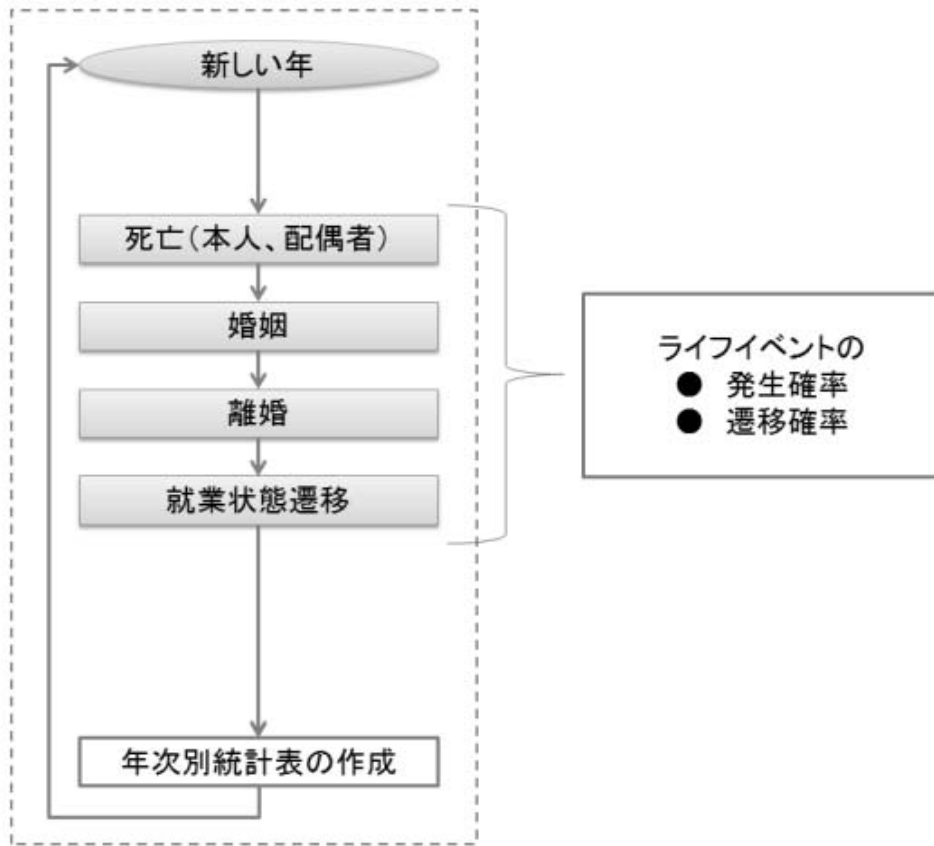 新しい年
死亡(本人、配偶者)
婚姻
離婚
就業状態遷移
年次別統計表の作成
ライフイベントの
● 発生確率
● 遷移確率